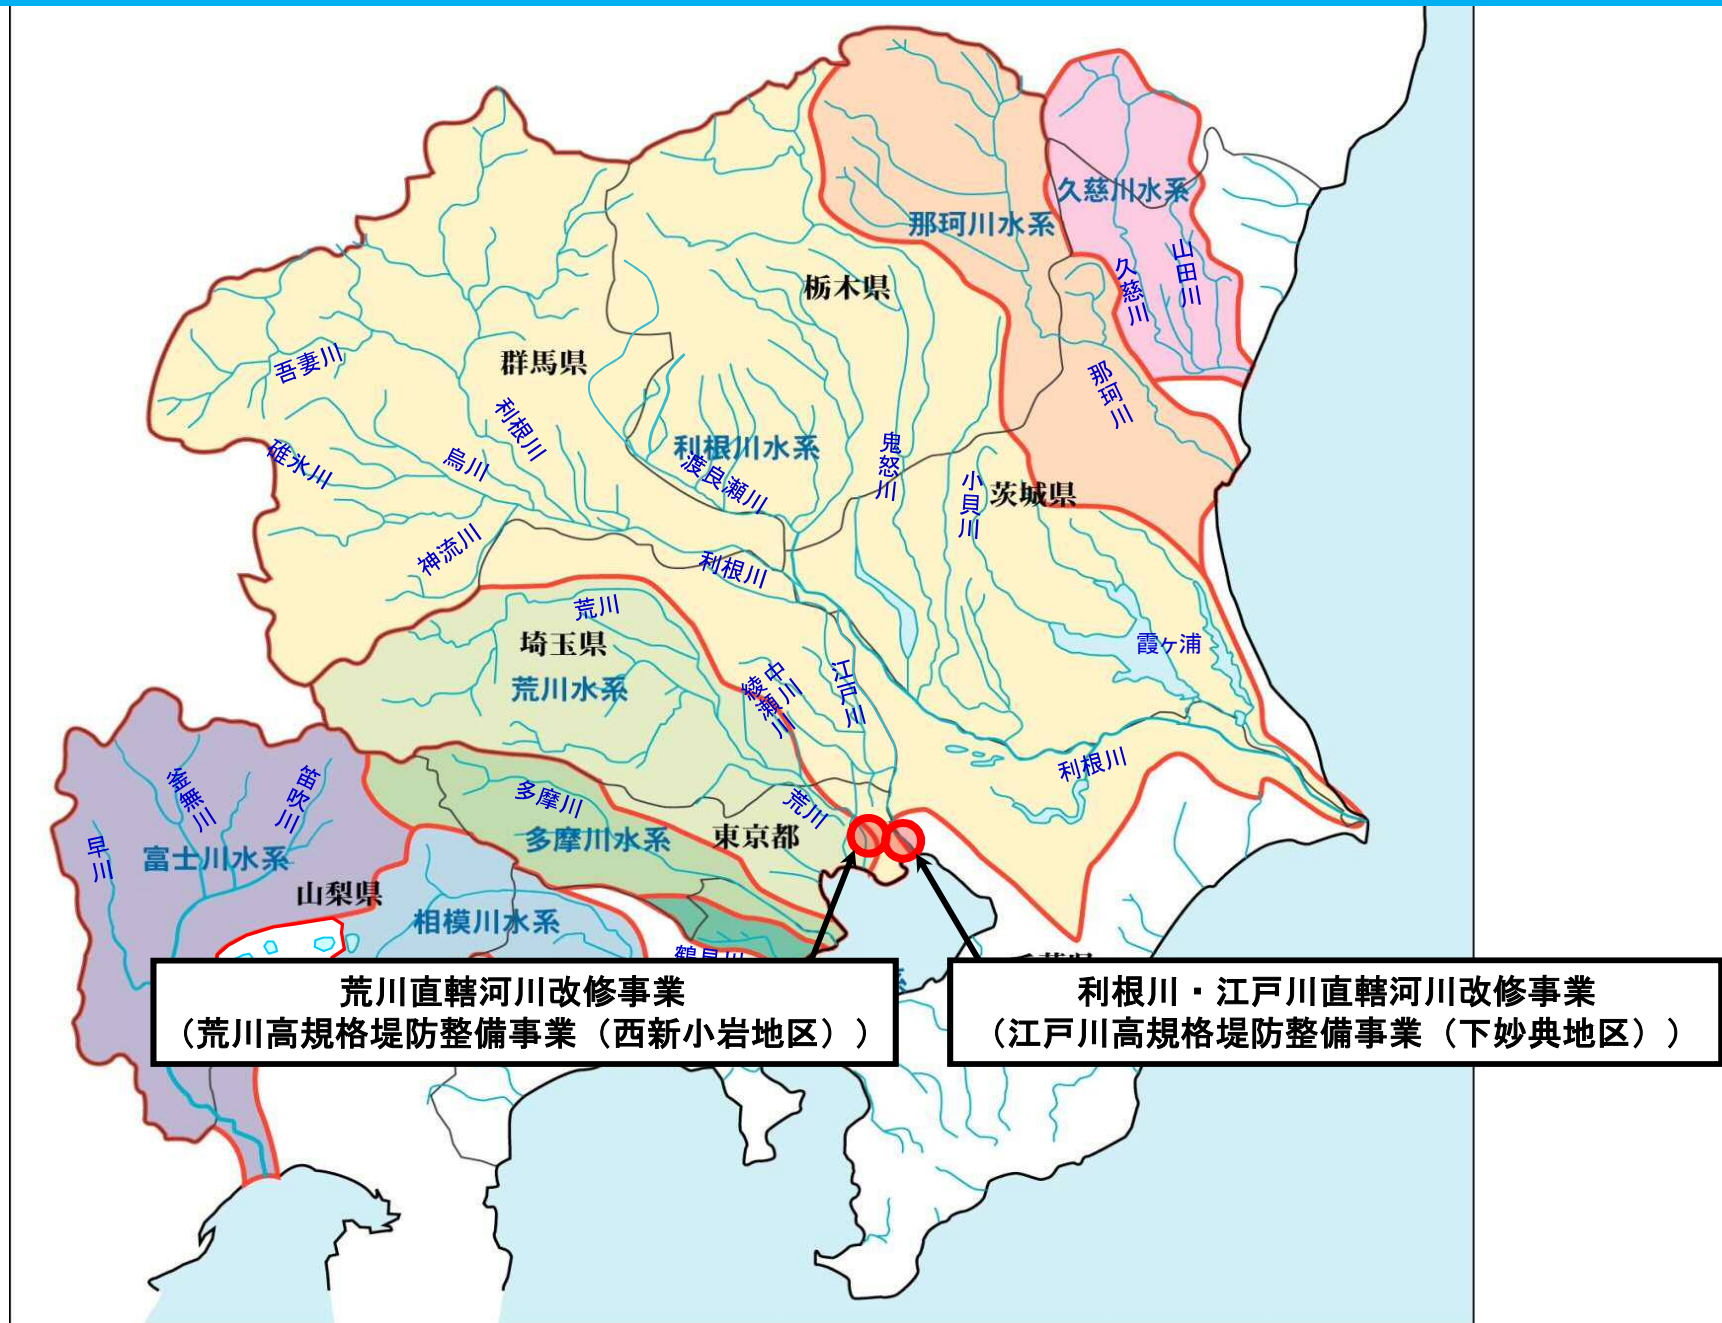 久慈川水系
那珂川水系
山田川
久慈川
栃木県
群馬県
吾妻川
那珂川
利根川
利根川水系
鬼怒川
碓氷川
烏川
渡良瀬川
小貝川
茨城県
神流川
利根川
荒川
埼玉県
霞ヶ浦
荒川水系
綾瀬川
中川
江戸川
利根川
釜無川
笛吹川
多摩川
荒川
早川
富士川水系
多摩川水系
東京都
山梨県
相模川水系
荒川直轄河川改修事業
（荒川高規格堤防整備事業（西新小岩地区））
利根川・江戸川直轄河川改修事業
（江戸川高規格堤防整備事業（下妙典地区））